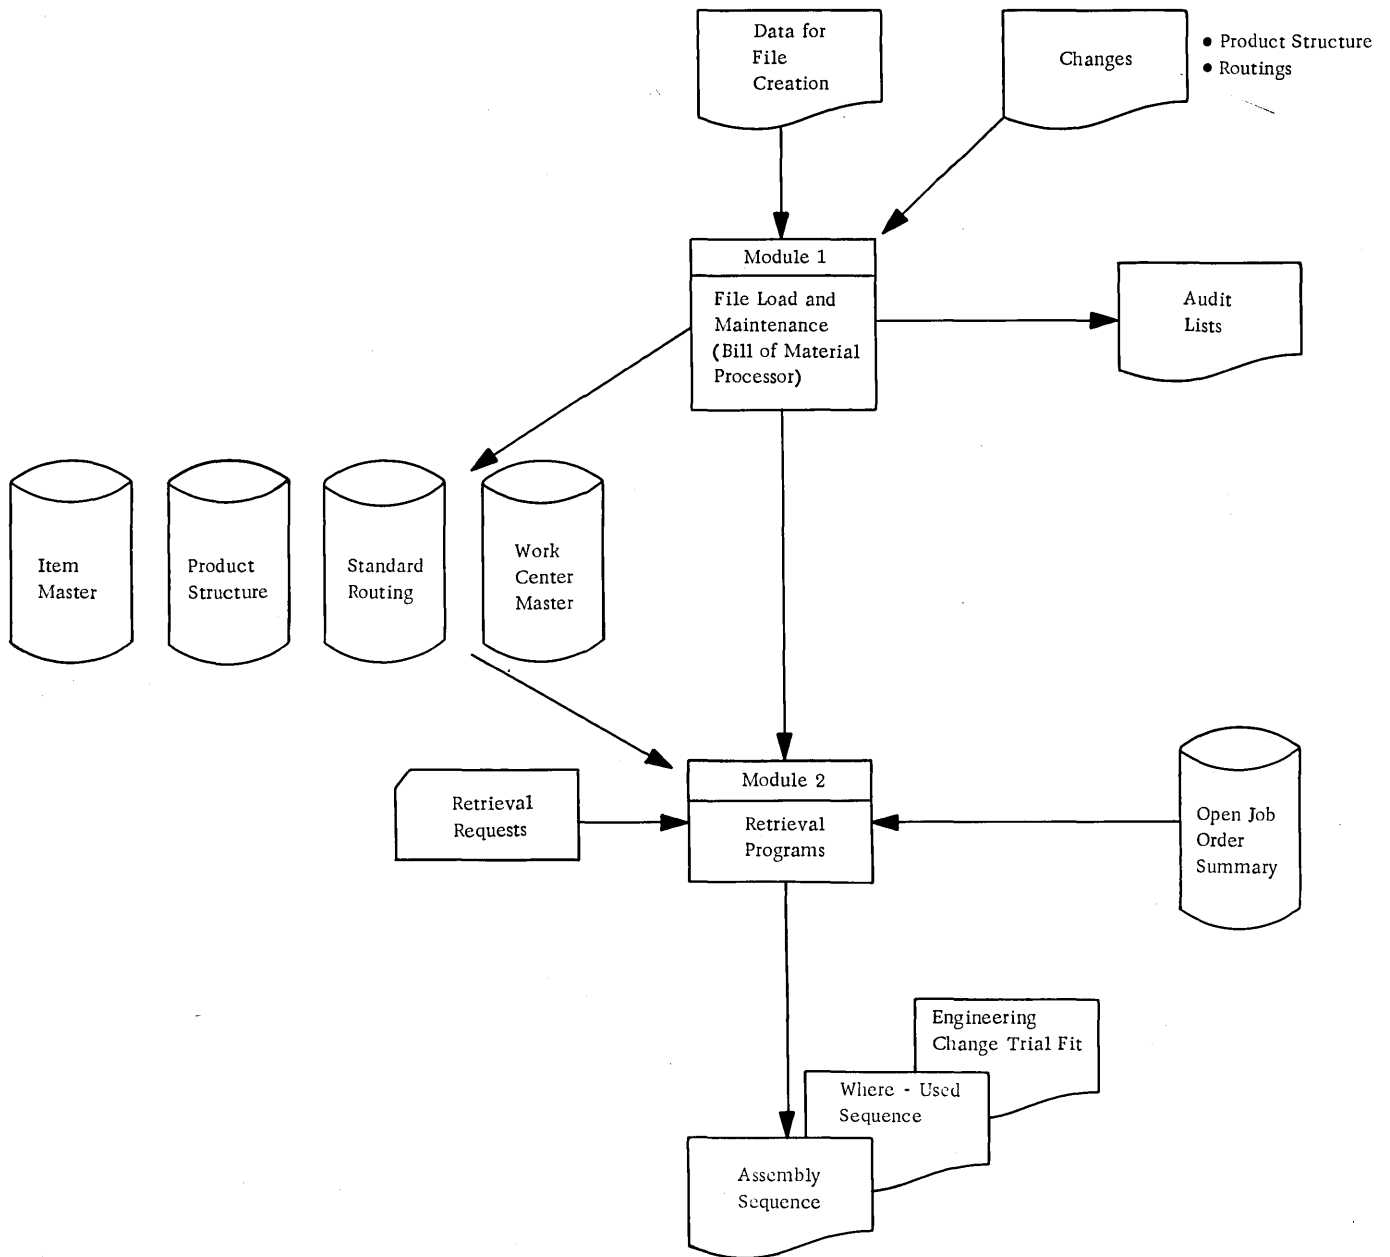 Data for
File
Creation
Changes
• Product Structure
• Routings
Module 1
File Load and
Maintenance
(Bill of Material
Processor)
Audit
Lists
Item
Master
Product
Structure
Standard
Routing
Work
Center
Master
Retrieval
Requests
Module 2
Retrieval
Programs
Open Job
Order
Summary
Engineering
Change Trial Fit
Where - Used
Sequence
Assembly
Sequence